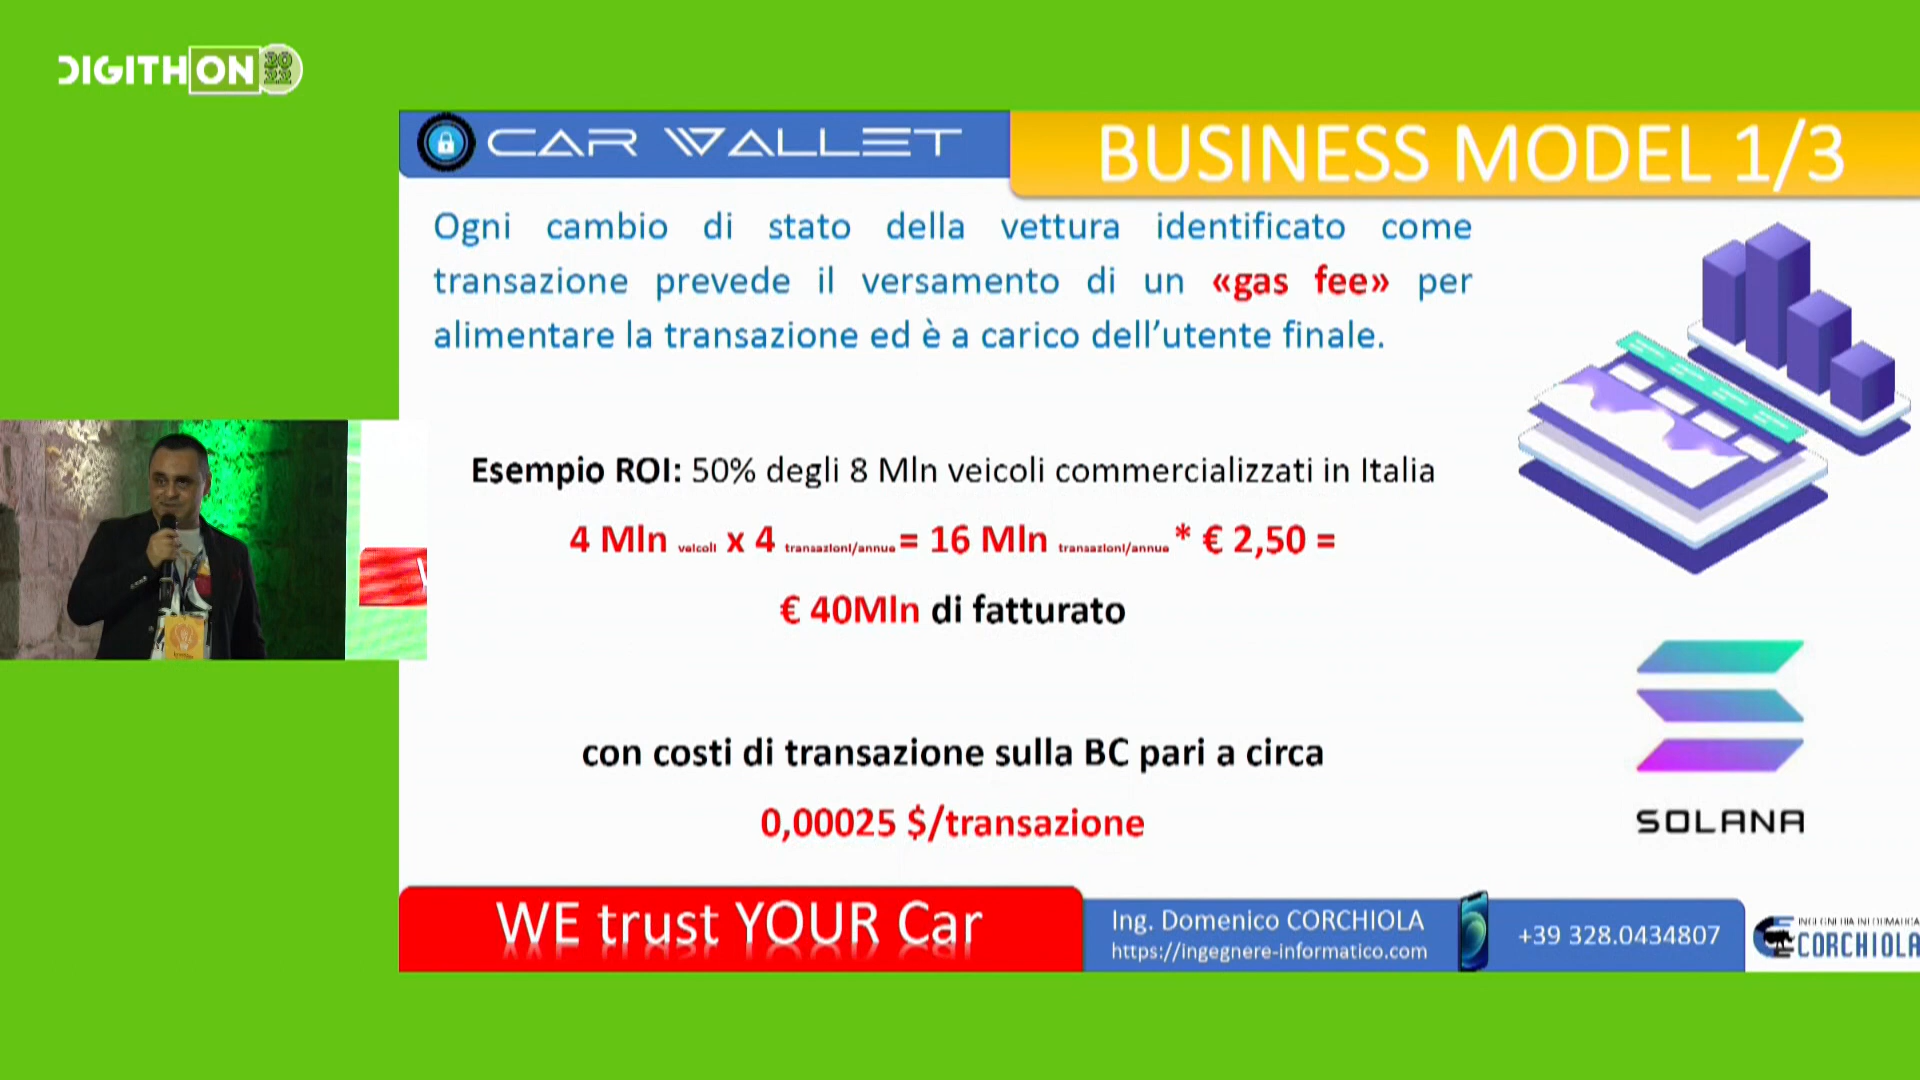 DIGITHON 2022
CAR WALLET
BUSINESS MODEL 1/3
Ogni cambio di stato della vettura identificato come
transazione prevede il versamento di un «gas fee» per
alimentare la transazione ed è a carico dell’utente finale.
Esempio ROI: 50% degli 8 Mln veicoli commercializzati in Italia
4 Mln veicoli x 4 transazioni/annue = 16 Mln transazioni/annue * € 2,50 =
€ 40Mln di fatturato
con costi di transazione sulla BC pari a circa
0,00025 $/transazione
SOLANA
WE trust YOUR Car
Ing. Domenico CORCHIOLA
https://ingegnere-informatico.com
+39 328.0434807
INGEGNERIA INFORMATICA
CORCHIOLA